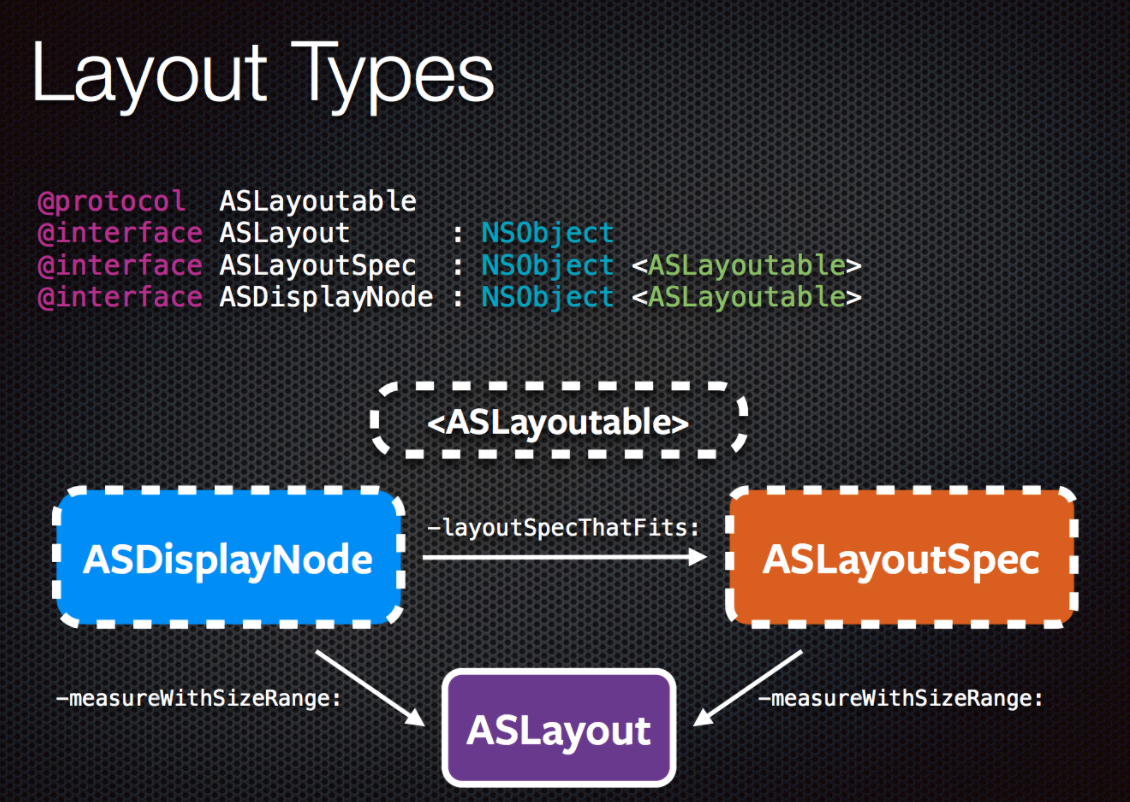 Layout Types
@protocol ASLayoutable
@interface ASLayout : NSObject
@interface ASLayoutSpec : NSObject <ASLayoutable>
@interface ASDisplayNode : NSObject <ASLayoutable>
<ASLayoutable>
-layoutSpecThatFits:
ASDisplayNode
ASLayoutSpec
-measureWithSizeRange:
-measureWithSizeRange:
ASLayout